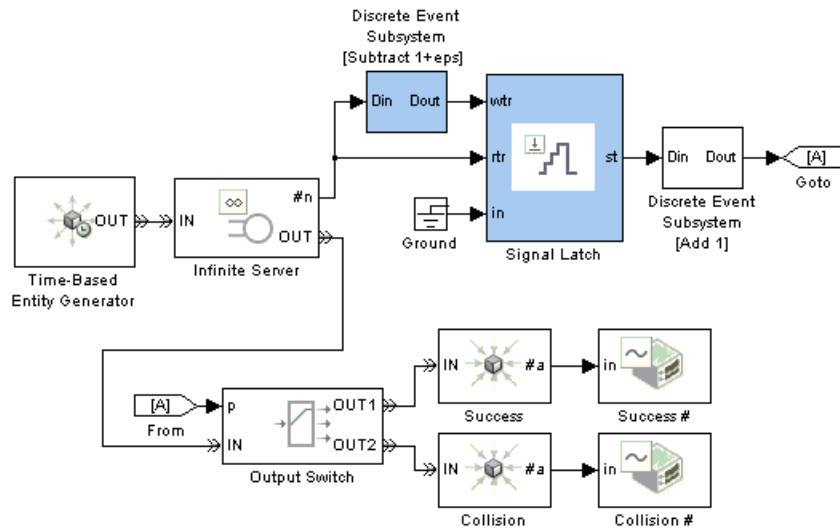 Discrete Event
Subsystem
[Subtract 1+eps]
Din Dout
wtr
rtr
in
st
Signal Latch
Din Dout
Discrete Event
Subsystem
[Add 1]
[A]
Goto
Ground
OUT
Time-Based
Entity Generator
IN
#n
OUT
∞
Infinite Server
[A]
From
p
IN
OUT1
OUT2
Output Switch
IN
#a
Success
in
Success #
IN
#a
Collision
in
Collision #